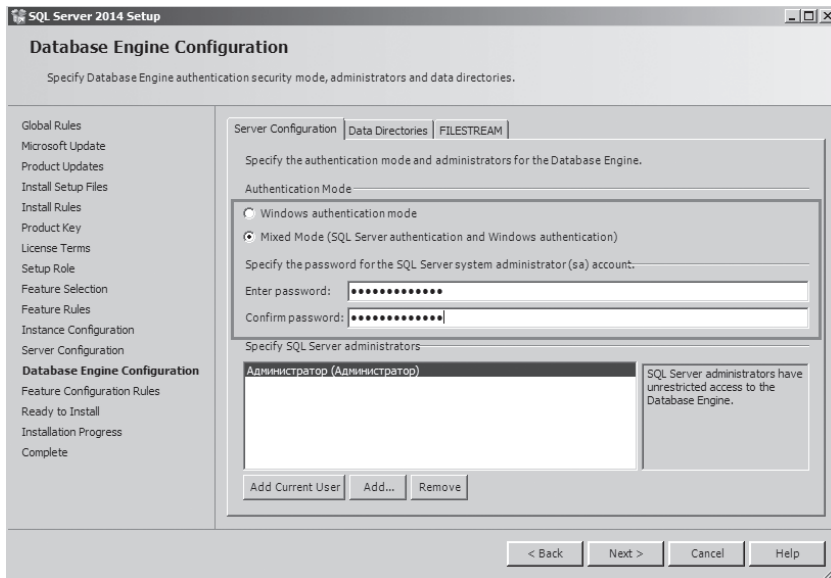 SQL Server 2014 Setup
Database Engine Configuration
Specify Database Engine authentication security mode, administrators and data directories.
Global Rules
Microsoft Update
Product Updates
Install Setup Files
Install Rules
Product Key
License Terms
Setup Role
Feature Selection
Feature Rules
Instance Configuration
Server Configuration
Database Engine Configuration
Feature Configuration Rules
Ready to Install
Installation Progress
Complete
Server Configuration
Data Directories
FILESTREAM
Specify the authentication mode and administrators for the Database Engine.
Authentication Mode
Windows authentication mode
Mixed Mode (SQL Server authentication and Windows authentication)
Specify the password for the SQL Server system administrator (sa) account.
Enter password: •••••••••••••
Confirm password: •••••••••••••
Specify SQL Server administrators
Администратор (Администратор)
SQL Server administrators have
unrestricted access to the
Database Engine.
Add Current User
Add...
Remove
< Back
Next >
Cancel
Help